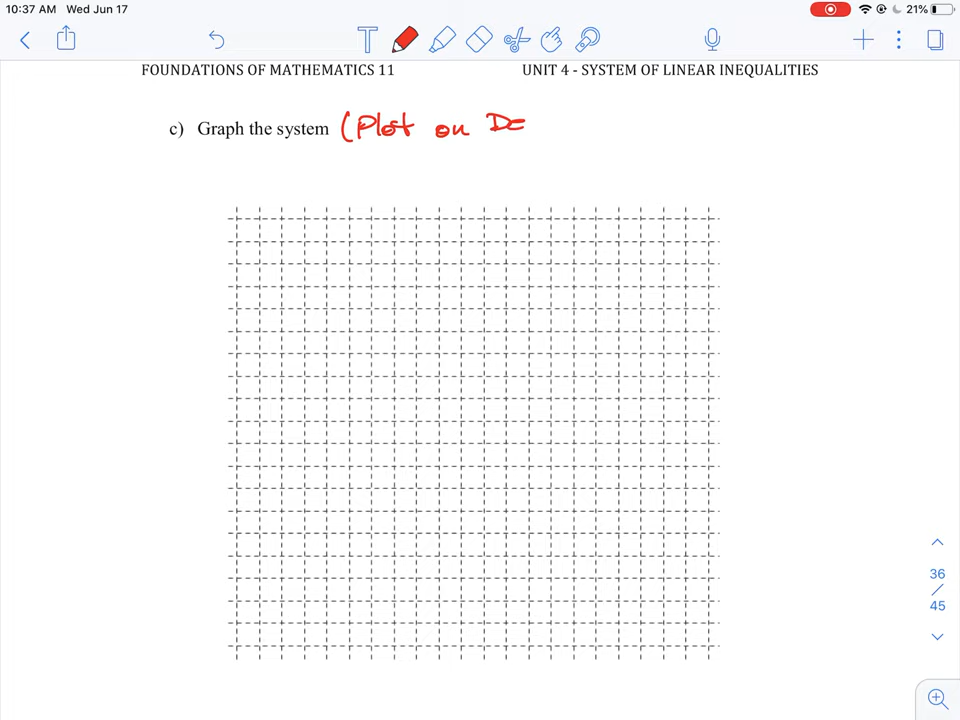 10:37 AM Wed Jun 17 21%
T
FOUNDATIONS OF MATHEMATICS 11 UNIT 4 - SYSTEM OF LINEAR INEQUALITIES
c) Graph the system (Plot on De
36
/
45